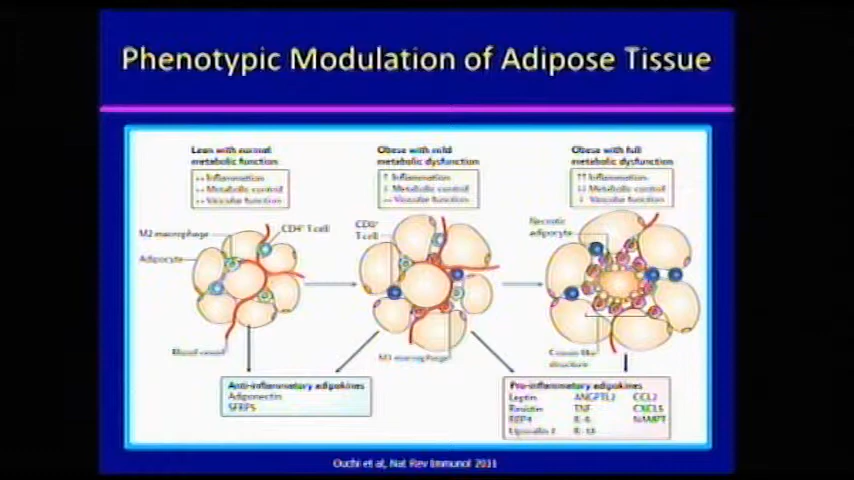 Phenotypic Modulation of Adipose Tissue
Lean with normal
metabolic function
↔ Inflammation
↔ Metabolic control
↔ Vascular function
Obese with mild
metabolic dysfunction
↑ Inflammation
↓ Metabolic control
↔ Vascular function
Obese with full
metabolic dysfunction
↑↑ Inflammation
↓↓ Metabolic control
↓ Vascular function
M2 macrophage
CD4⁺ T cell
Adipocyte
Blood vessel
CD8⁺
T cell
M1 macrophage
Necrotic
adipocyte
Crown-like
structure
Anti-inflammatory adipokines
Adiponectin
SFRP5
Pro-inflammatory adipokines
Leptin ANGPTL2 CCL2
Resistin TNF CXCL5
RBP4 IL-6 NAMPT
Lipocalin 2 IL-18
Ouchi et al, Nat Rev Immunol 2011